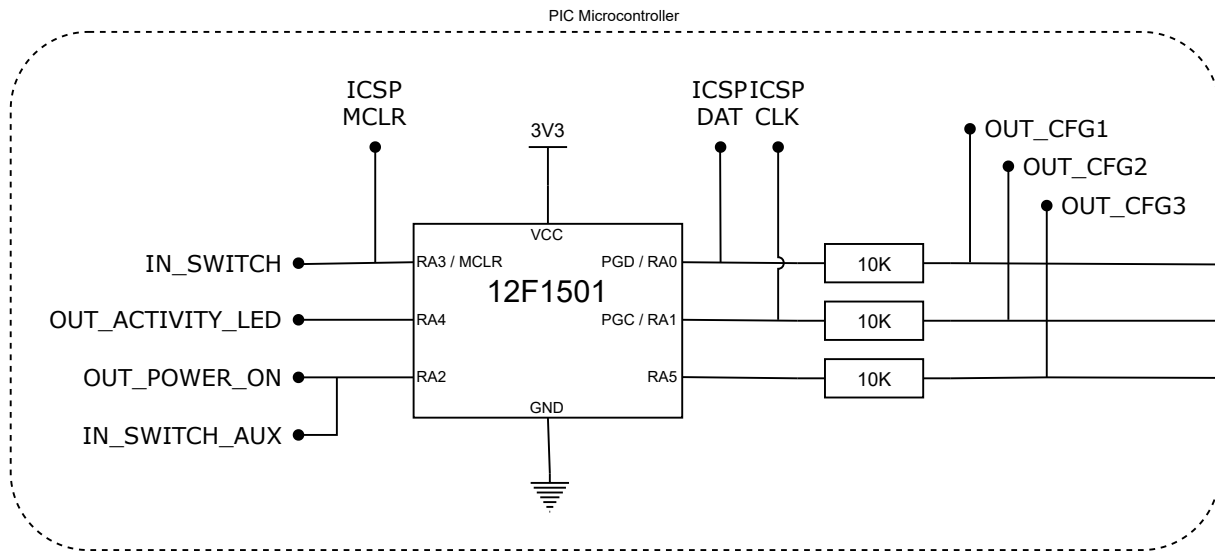 PIC Microcontroller
ICSP
MCLR
3V3
ICSP
DAT
ICSP
CLK
OUT_CFG1
OUT_CFG2
OUT_CFG3
VCC
IN_SWITCH
RA3 / MCLR
PGD / RA0
10K
12F1501
OUT_ACTIVITY_LED
RA4
PGC / RA1
10K
OUT_POWER_ON
RA2
RA5
10K
GND
IN_SWITCH_AUX